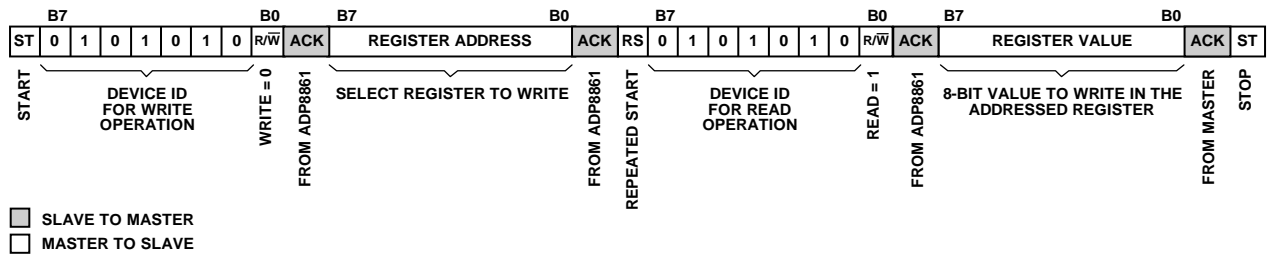 B7 B0 B7 B0 B7 B0 B7 B0
ST 0 1 0 1 0 1 0 R/W̅ ACK REGISTER ADDRESS ACK RS 0 1 0 1 0 1 0 R/W̅ ACK REGISTER VALUE ACK ST
START
DEVICE ID
FOR WRITE
OPERATION
WRITE = 0
FROM ADP8861
SELECT REGISTER TO WRITE
FROM ADP8861
REPEATED START
DEVICE ID
FOR READ
OPERATION
READ = 1
FROM ADP8861
8-BIT VALUE TO WRITE IN THE
ADDRESSED REGISTER
FROM MASTER
STOP
SLAVE TO MASTER
MASTER TO SLAVE